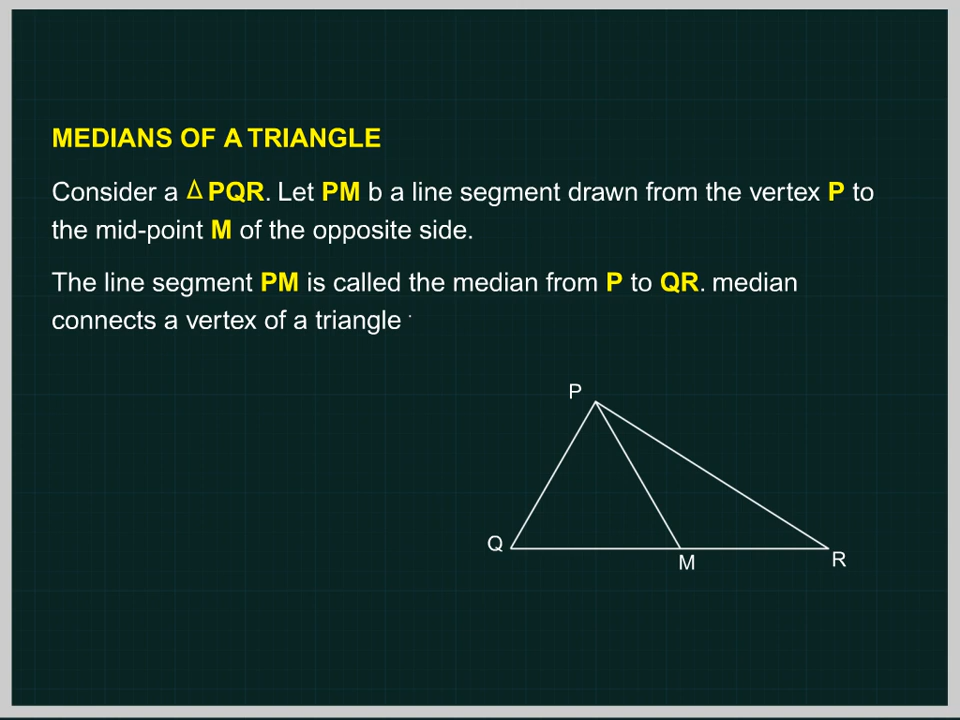 MEDIANS OF A TRIANGLE
Consider a Δ PQR. Let PM b a line segment drawn from the vertex P to
the mid-point M of the opposite side.
The line segment PM is called the median from P to QR. median
connects a vertex of a triangle
P
Q
M
R